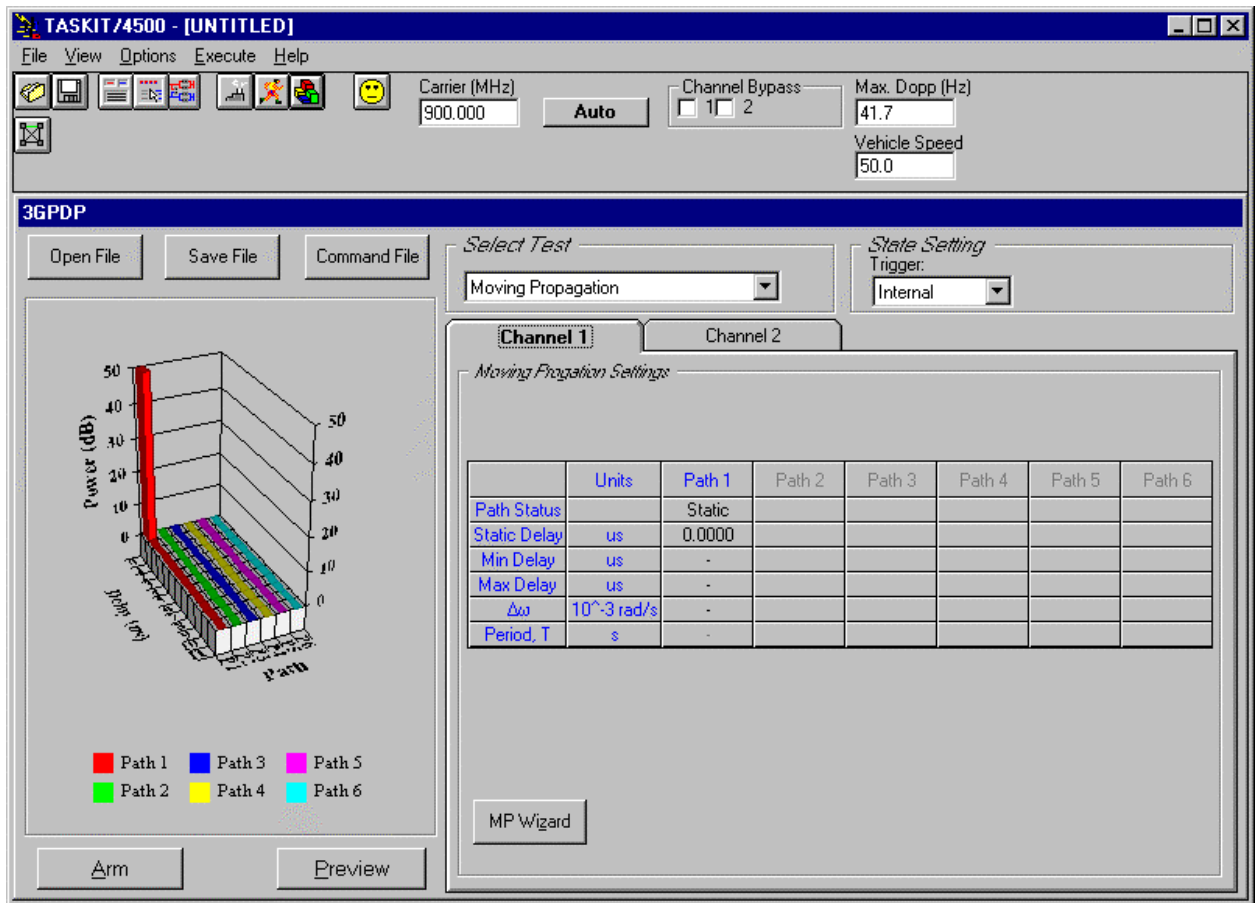 TASKIT/4500 - [UNTITLED]
File View Options Execute Help
Carrier (MHz)
900.000
Auto
Channel Bypass
1 2
Max. Dopp (Hz)
41.7
Vehicle Speed
50.0
3GPDP
Open File Save File Command File
Select Test
Moving Propagation
State Setting
Trigger:
Internal
50
40
30
20
10
0
Power (dB)
50
40
30
20
10
0
Path
Path 1 Path 3 Path 5
Path 2 Path 4 Path 6
Arm Preview
Channel 1 Channel 2
Moving Progation Settings
Units Path 1 Path 2 Path 3 Path 4 Path 5 Path 6
Path Status Static
Static Delay us 0.0000
Min Delay us -
Max Delay us -
Δω 10^-3 rad/s -
Period, T s -
MP Wizard